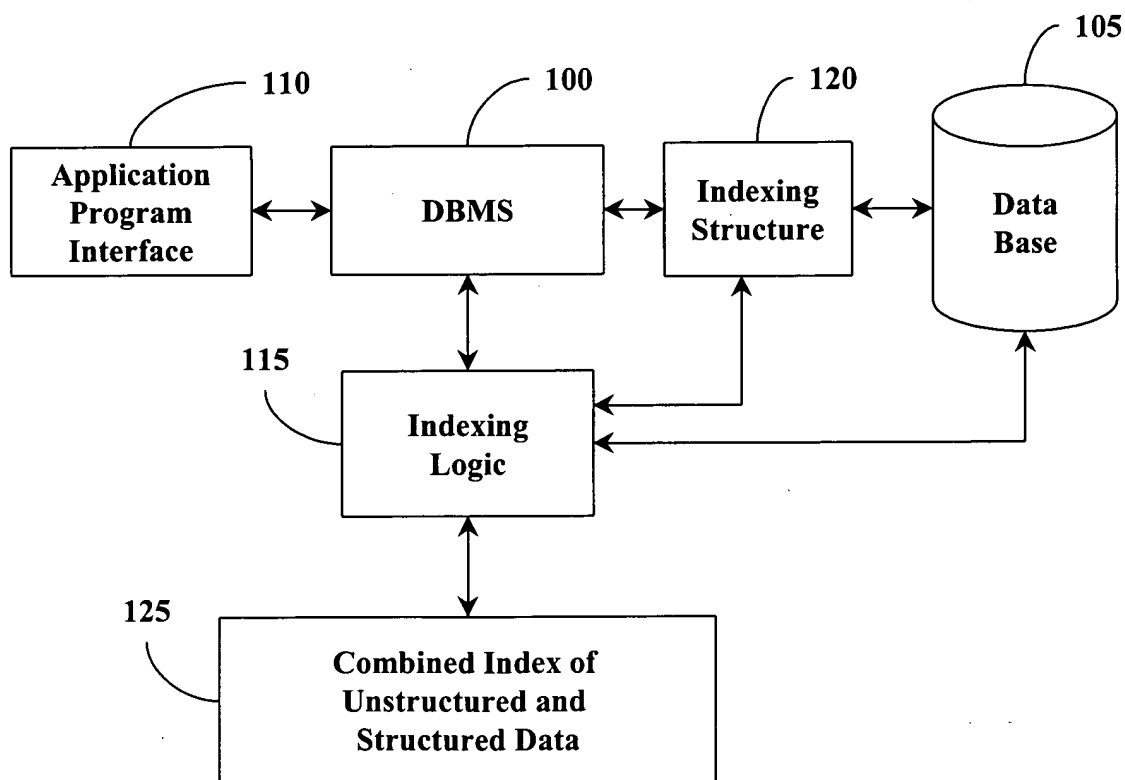 105
110
100
120
Application
Program
Interface
DBMS
Indexing
Structure
Data
Base
115
Indexing
Logic
125
Combined Index of
Unstructured and
Structured Data